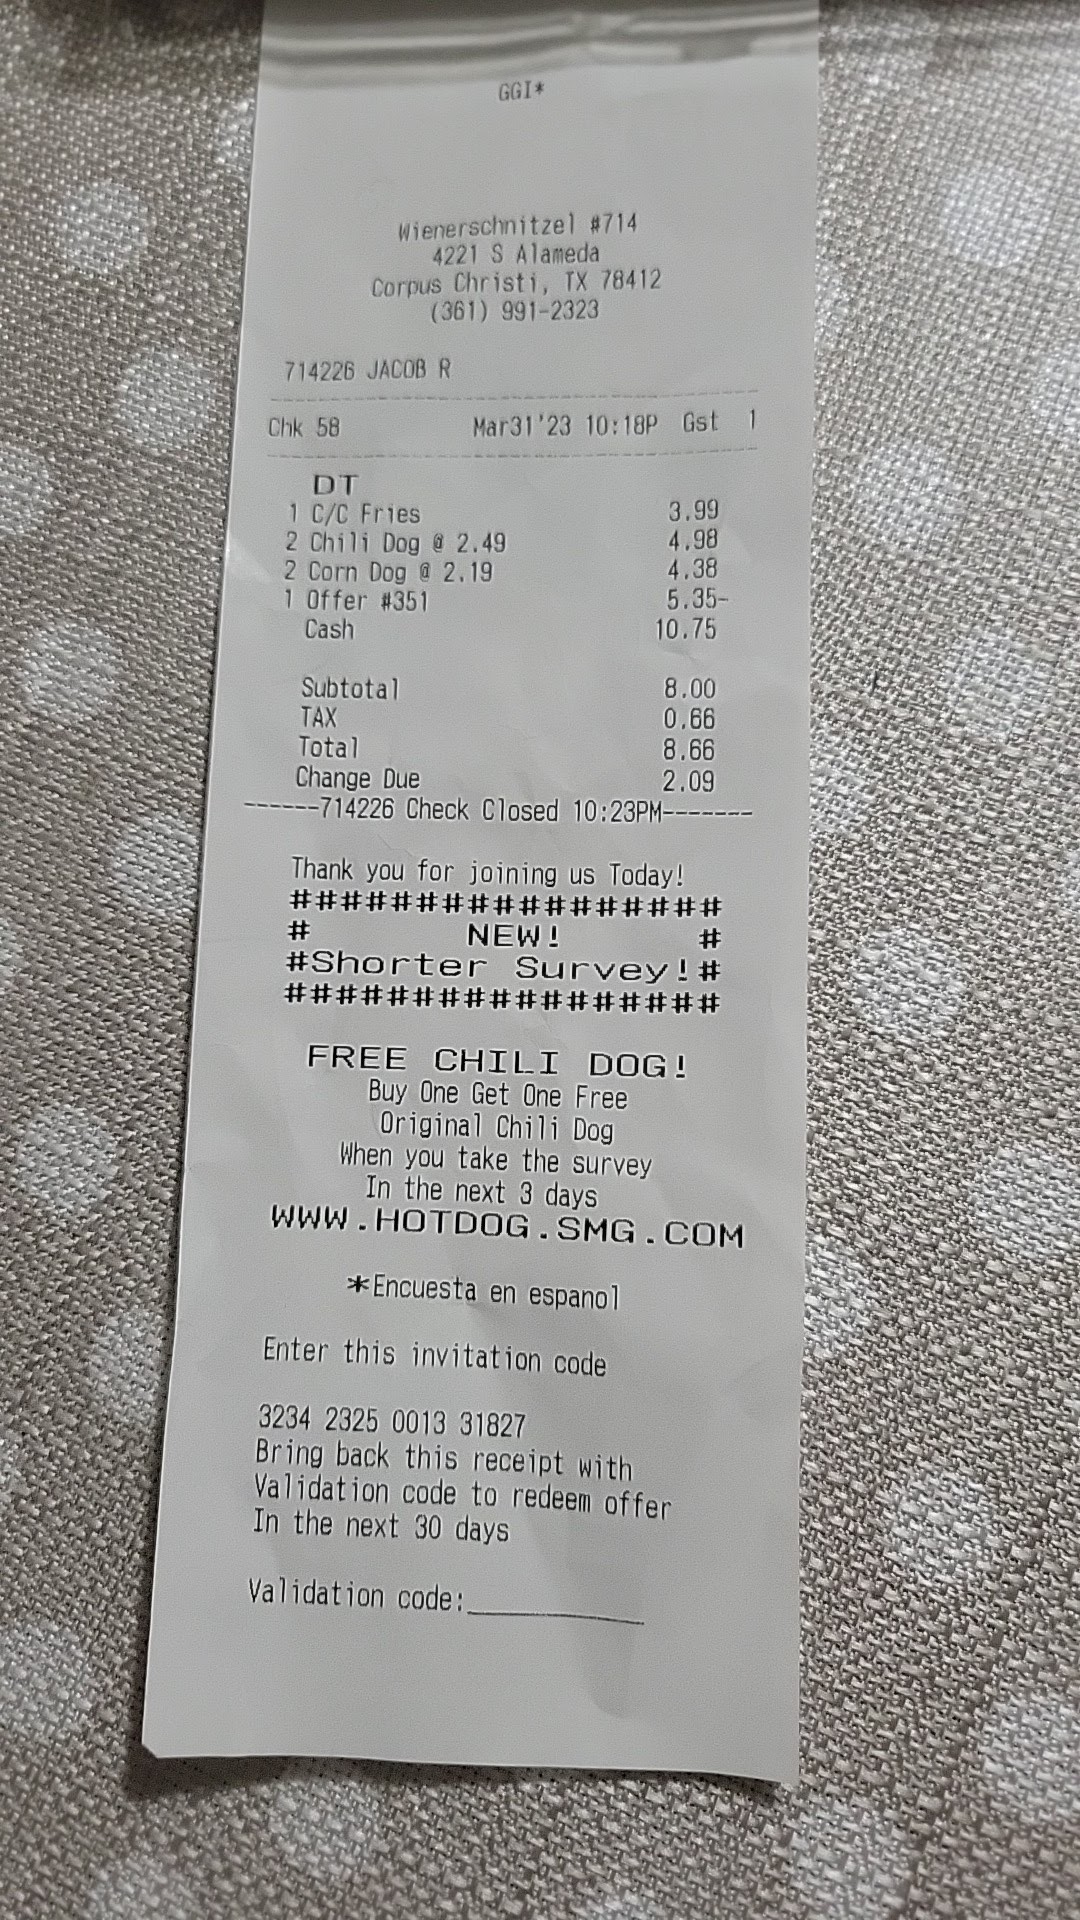 GGI*
Wienerschnitzel #714
4221 S Alameda
Corpus Christi, TX 78412
(361) 991-2323
714226 JACOB R
Chk 58 Mar31'23 10:18P Gst 1
DT
1 C/C Fries 3.99
2 Chili Dog @ 2.49 4.98
2 Corn Dog @ 2.19 4.38
1 Offer #351 5.35-
Cash 10.75
Subtotal 8.00
TAX 0.66
Total 8.66
Change Due 2.09
------714226 Check Closed 10:23PM-------
Thank you for joining us Today!
#################
# NEW! #
#Shorter Survey!#
#################
FREE CHILI DOG!
Buy One Get One Free
Original Chili Dog
When you take the survey
In the next 3 days
WWW.HOTDOG.SMG.COM
*Encuesta en espanol
Enter this invitation code
3234 2325 0013 31827
Bring back this receipt with
Validation code to redeem offer
In the next 30 days
Validation code:____________